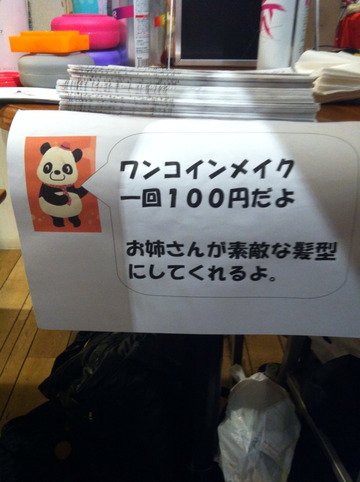 ワンコインメイク
一回１００円だよ
お姉さんが素敵な髪型
にしてくれるよ。